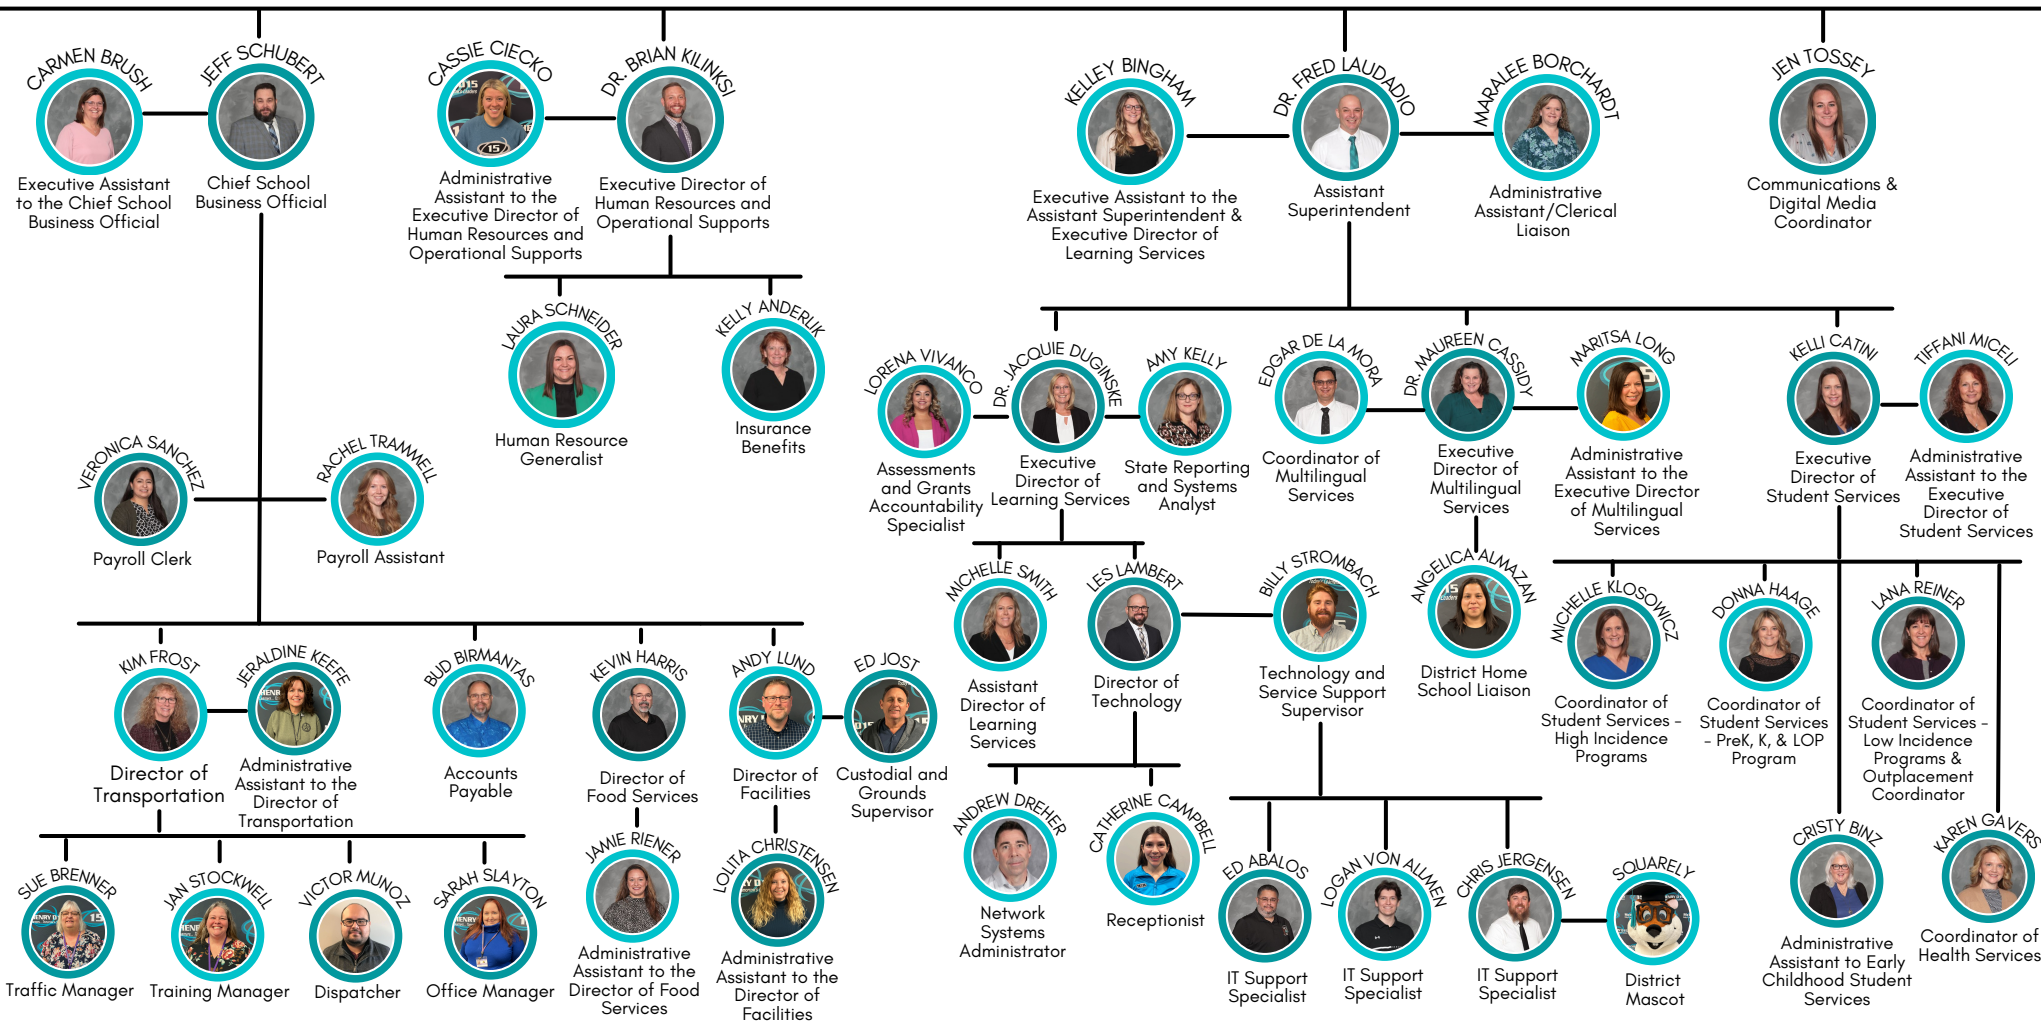 CARMEN BRUSH
Executive Assistant
to the Chief School
Business Official
JEFF SCHUBERT
Chief School
Business Official
CASSIE CIECKO
Administrative
Assistant to the
Executive Director of
Human Resources and
Operational Supports
DR. BRIAN KILINKSI
Executive Director of
Human Resources and
Operational Supports
KELLEY BINGHAM
Executive Assistant to the
Assistant Superintendent &
Executive Director of
Learning Services
DR. FRED LAUDADIO
Assistant
Superintendent
MARALEE BORCHARDT
Administrative
Assistant/Clerical
Liaison
JEN TOSSEY
Communications &
Digital Media
Coordinator
LAURA SCHNEIDER
Human Resource
Generalist
KELLY ANDERLIK
Insurance
Benefits
LORENA VIVANCO
Assessments
and Grants
Accountability
Specialist
DR. JACQUIE DUGINSKE
Executive
Director of
Learning Services
AMY KELLY
State Reporting
and Systems
Analyst
EDGAR DE LA MORA
Coordinator of
Multilingual
Services
DR. MAUREEN CASSIDY
Executive
Director of
Multilingual
Services
MARITSA LONG
Administrative
Assistant to the
Executive Director
of Multilingual
Services
KELLI CATINI
Executive
Director of
Student Services
TIFFANI MICELI
Administrative
Assistant to the
Executive
Director of
Student Services
VERONICA SANCHEZ
Payroll Clerk
RACHEL TRAMMELL
Payroll Assistant
MICHELLE SMITH
Assistant
Director of
Learning
Services
LES LAMBERT
Director of
Technology
BILLY STROMBACH
Technology and
Service Support
Supervisor
ANGELICA ALMAZAN
District Home
School Liaison
MICHELLE KLOSOWICZ
Coordinator of
Student Services -
High Incidence
Programs
DONNA HAAGE
Coordinator of
Student Services
- PreK, K, & LOP
Program
LANA REINER
Coordinator of
Student Services -
Low Incidence
Programs &
Outplacement
Coordinator
KIM FROST
Director of
Transportation
JERALDINE KEEFE
Administrative
Assistant to the
Director of
Transportation
BUD BIRMANTAS
Accounts
Payable
KEVIN HARRIS
Director of
Food Services
ANDY LUND
Director of
Facilities
ED JOST
Custodial and
Grounds
Supervisor
SUE BRENNER
Traffic Manager
JAN STOCKWELL
Training Manager
VICTOR MUNOZ
Dispatcher
SARAH SLAYTON
Office Manager
JAMIE RIENER
Administrative
Assistant to the
Director of Food
Services
LOLITA CHRISTENSEN
Administrative
Assistant to the
Director of
Facilities
ANDREW DREHER
Network
Systems
Administrator
CATHERINE CAMPBELL
Receptionist
ED ABALOS
IT Support
Specialist
LOGAN VON ALLMEN
IT Support
Specialist
CHRIS JERGENSEN
IT Support
Specialist
SQUARELY
District
Mascot
CRISTY BINZ
Administrative
Assistant to Early
Childhood Student
Services
KAREN GAVERS
Coordinator of
Health Services